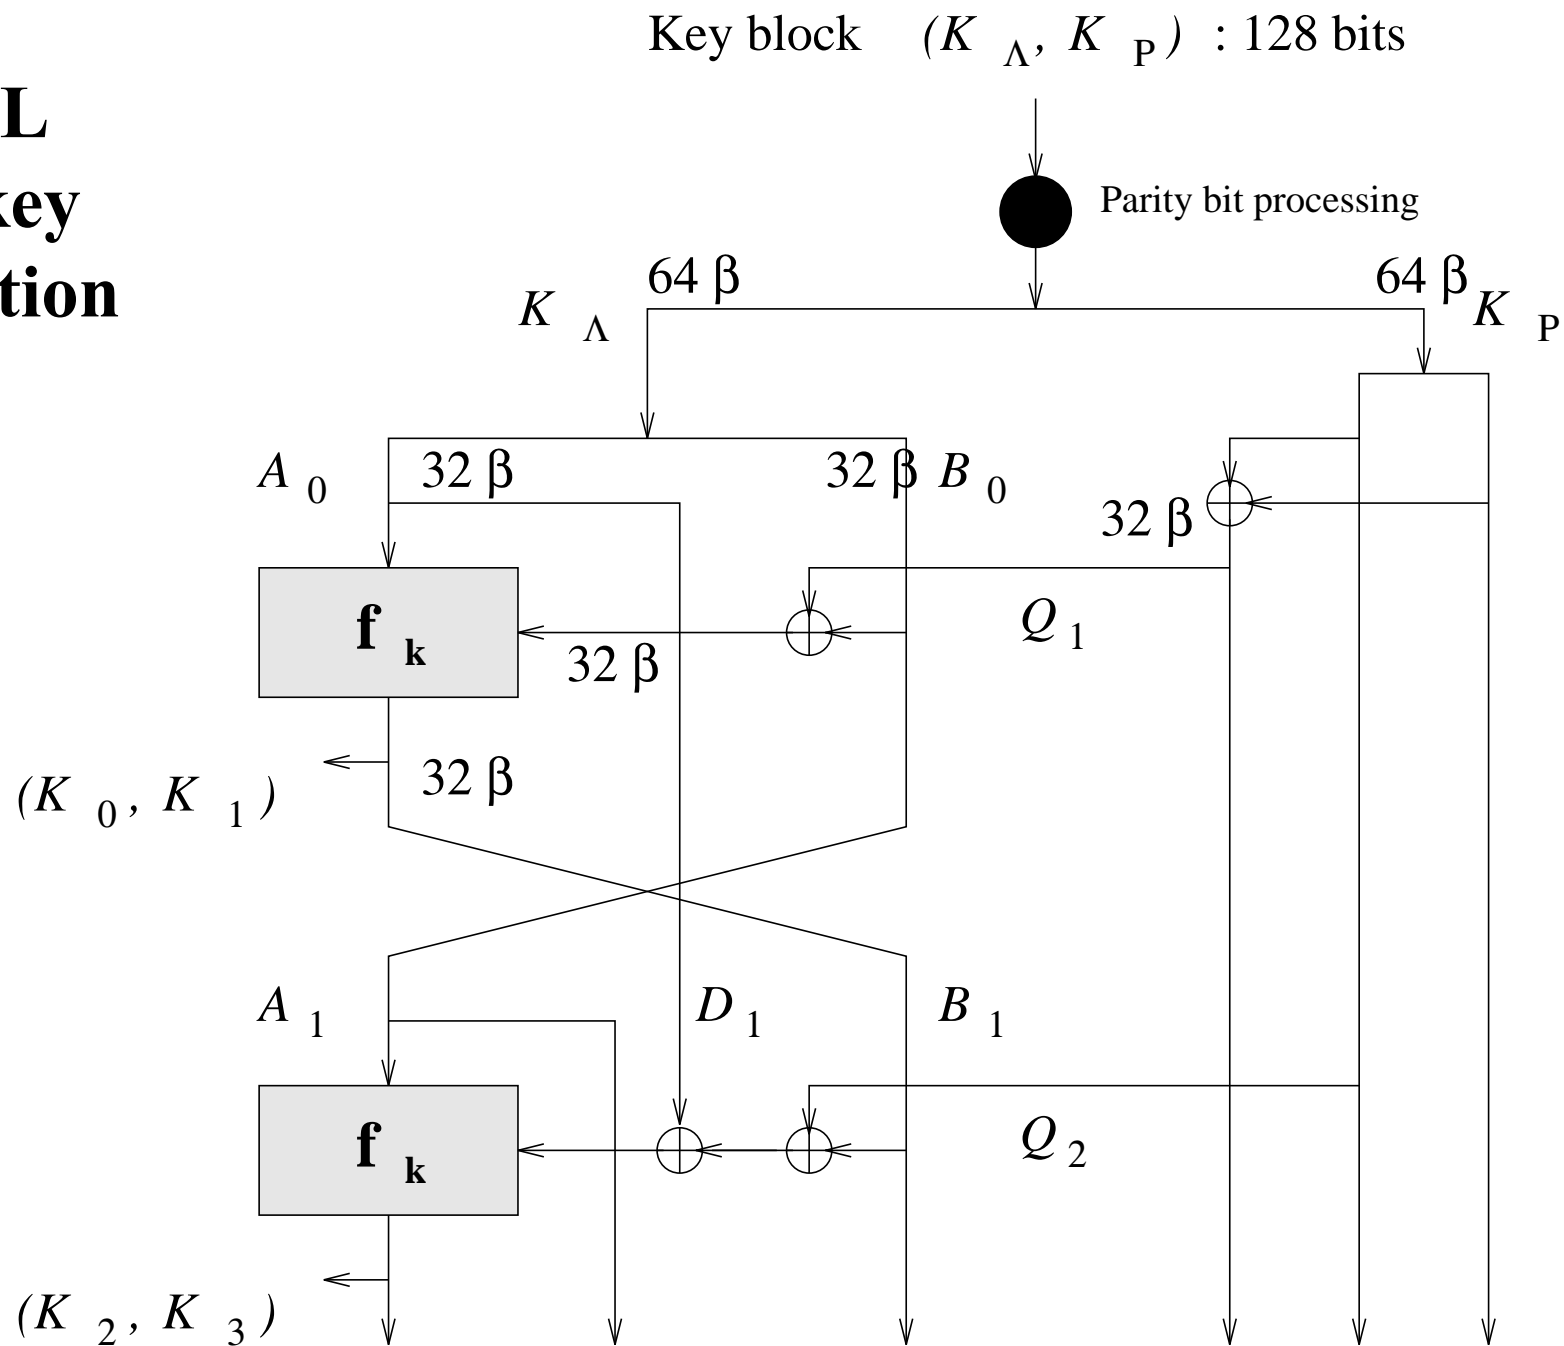 Key block (K Λ, K P) : 128 bits
L
key
tion
Parity bit processing
64 β
64 β
K Λ
K P
A 0
32 β
32 β
B 0
32 β
f k
Q 1
32 β
(K 0, K 1)
32 β
A 1
D 1
B 1
f k
Q 2
(K 2, K 3)